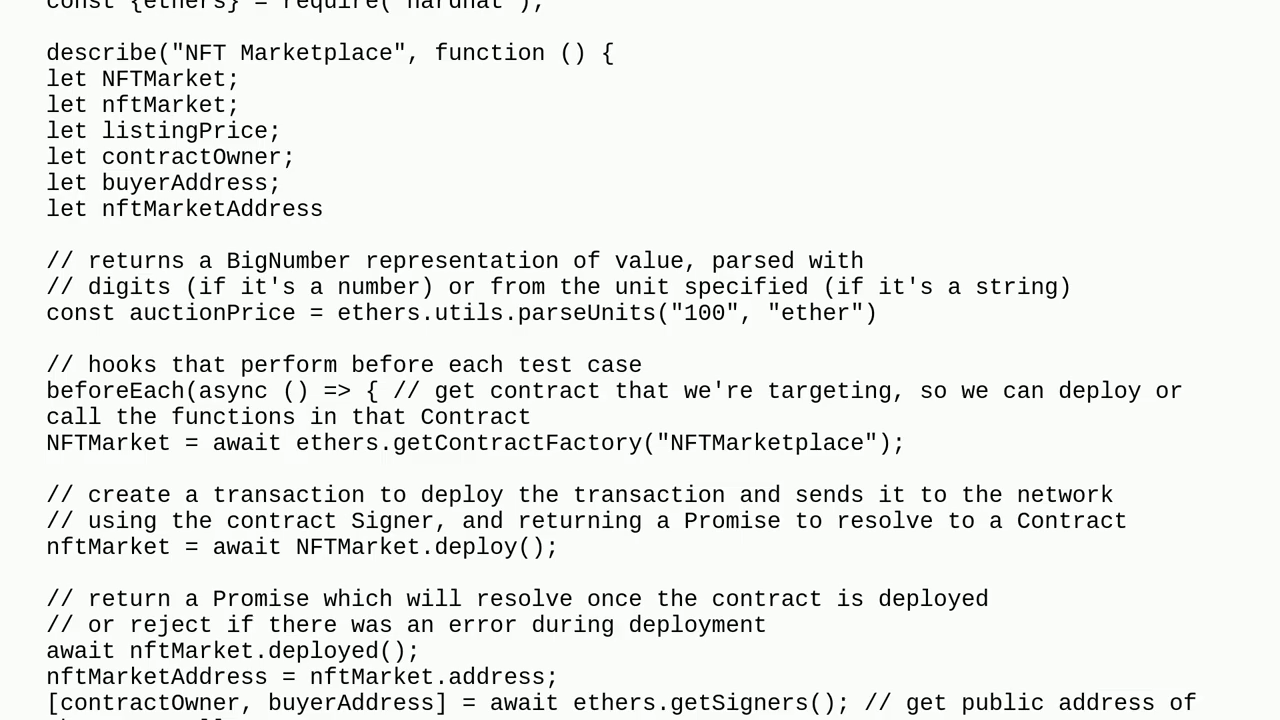 const {ethers} = require("hardhat");
describe("NFT Marketplace", function () {
let NFTMarket;
let nftMarket;
let listingPrice;
let contractOwner;
let buyerAddress;
let nftMarketAddress
// returns a BigNumber representation of value, parsed with
// digits (if it's a number) or from the unit specified (if it's a string)
const auctionPrice = ethers.utils.parseUnits("100", "ether")
// hooks that perform before each test case
beforeEach(async () => { // get contract that we're targeting, so we can deploy or
call the functions in that Contract
NFTMarket = await ethers.getContractFactory("NFTMarketplace");
// create a transaction to deploy the transaction and sends it to the network
// using the contract Signer, and returning a Promise to resolve to a Contract
nftMarket = await NFTMarket.deploy();
// return a Promise which will resolve once the contract is deployed
// or reject if there was an error during deployment
await nftMarket.deployed();
nftMarketAddress = nftMarket.address;
[contractOwner, buyerAddress] = await ethers.getSigners(); // get public address of